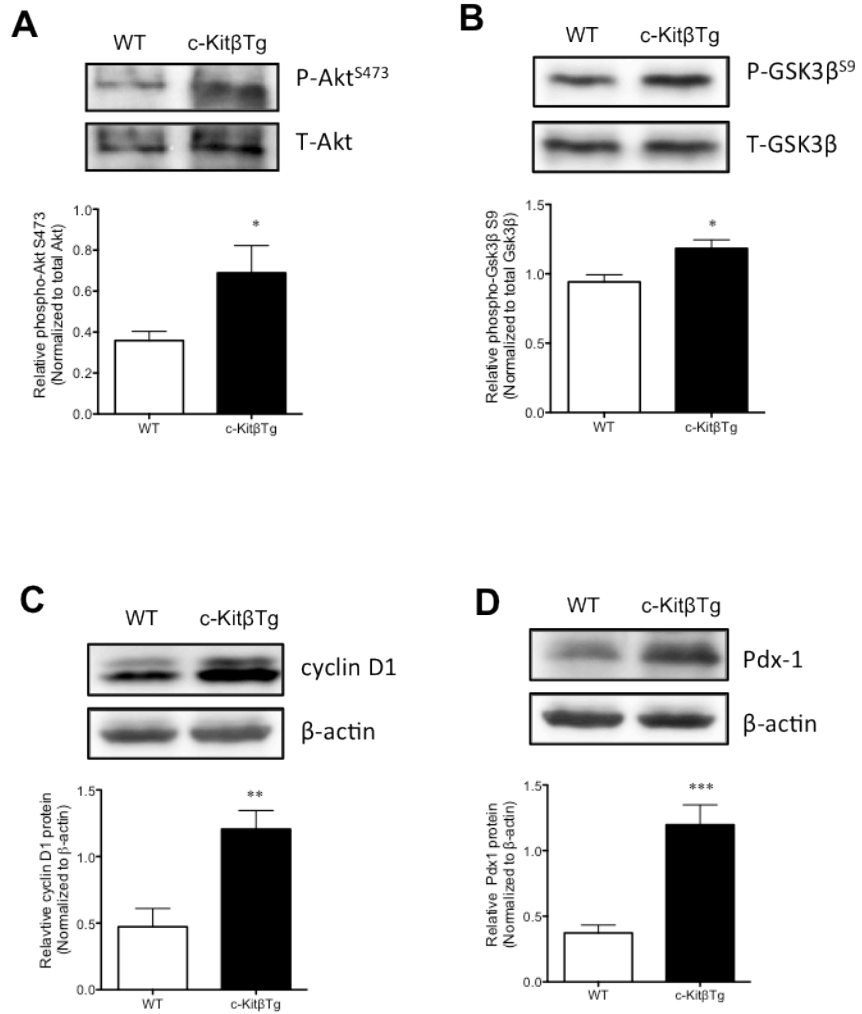 A
WT c-KitβTg
P-Akt^S473
T-Akt
Relative phospho-Akt S473
(Normalized to total Akt)
1.0
0.8
0.6
0.4
0.2
0.0
*
WT c-KitβTg
B
WT c-KitβTg
P-GSK3β^S9
T-GSK3β
Relative phospho-Gsk3β S9
(Normalized to total Gsk3β)
1.5
1.0
0.5
0.0
*
WT c-KitβTg
C
WT c-KitβTg
cyclin D1
β-actin
Relavtive cyclin D1 protein
(Normalized to β-actin)
1.5
1.0
0.5
0.0
**
WT c-KitβTg
D
WT c-KitβTg
Pdx-1
β-actin
Relative Pdx1 protein
(Normalized to β-actin)
1.5
1.0
0.5
0.0
***
WT c-KitβTg